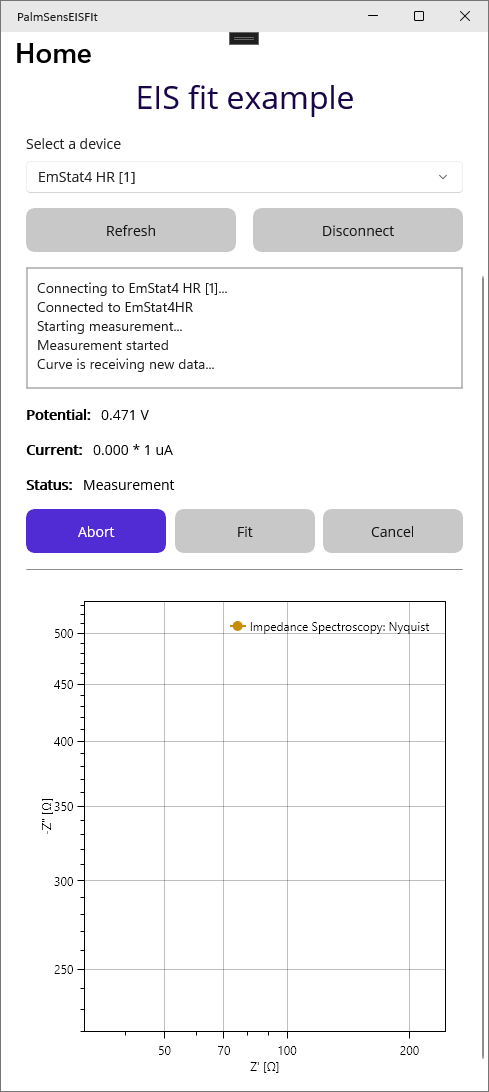 PalmSensEISFit
Home
EIS fit example
Select a device
EmStat4 HR [1]
Refresh Disconnect
Connecting to EmStat4 HR [1]...
Connected to EmStat4HR
Starting measurement...
Measurement started
Curve is receiving new data...
Potential: 0.471 V
Current: 0.000 * 1 uA
Status: Measurement
Abort Fit Cancel
Impedance Spectroscopy: Nyquist
500
450
400
350
300
250
-Z'' [Ω]
50 70 100 200
Z' [Ω]